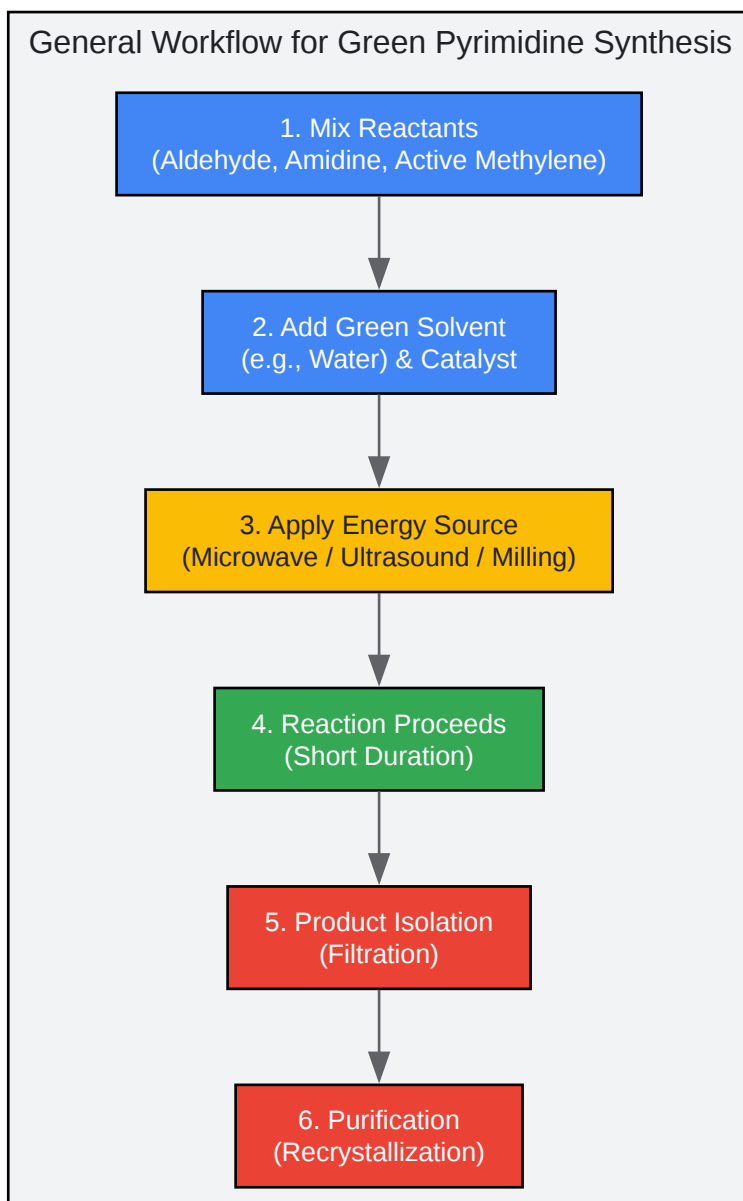 General Workflow for Green Pyrimidine Synthesis
1. Mix Reactants
(Aldehyde, Amidine, Active Methylene)
2. Add Green Solvent
(e.g., Water) & Catalyst
3. Apply Energy Source
(Microwave / Ultrasound / Milling)
4. Reaction Proceeds
(Short Duration)
5. Product Isolation
(Filtration)
6. Purification
(Recrystallization)